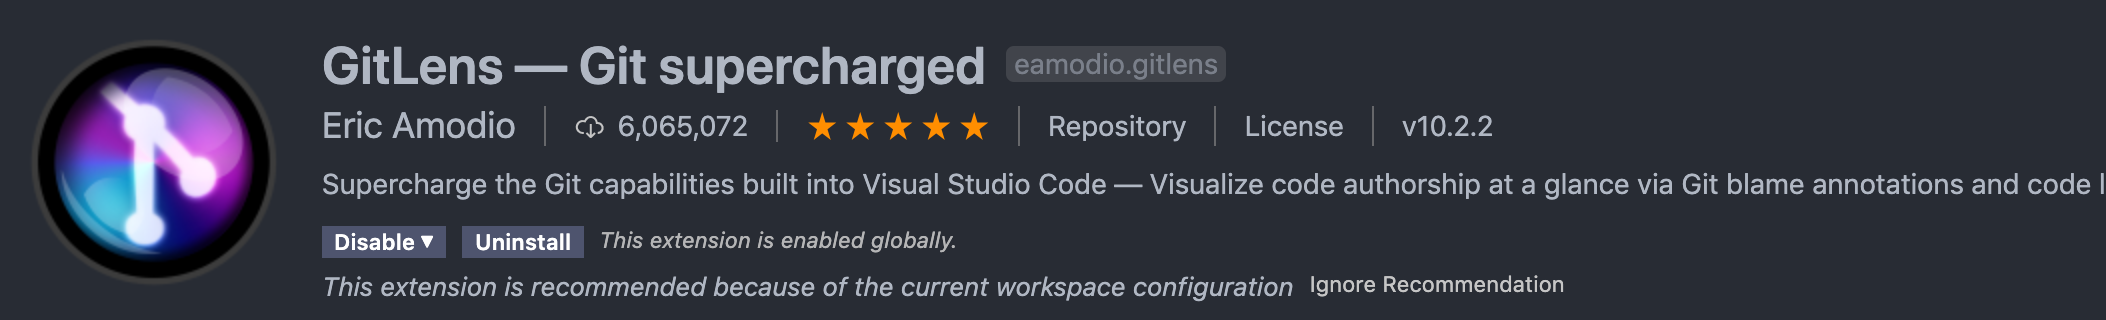 GitLens — Git supercharged eamodio.gitlens
Eric Amodio 6,065,072 ★★★★★ Repository License v10.2.2
Supercharge the Git capabilities built into Visual Studio Code — Visualize code authorship at a glance via Git blame annotations and code
Disable ▼ Uninstall This extension is enabled globally.
This extension is recommended because of the current workspace configuration Ignore Recommendation